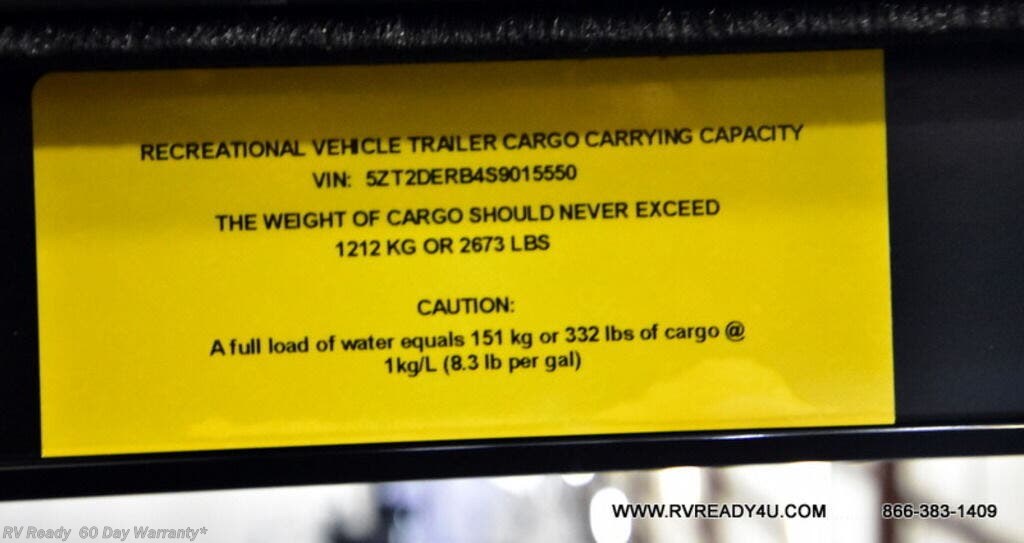 RECREATIONAL VEHICLE TRAILER CARGO CARRYING CAPACITY
VIN: 5ZT2DERB4S9015550
THE WEIGHT OF CARGO SHOULD NEVER EXCEED
1212 KG OR 2673 LBS
CAUTION:
A full load of water equals 151 kg or 332 lbs of cargo @
1kg/L (8.3 lb per gal)
WWW.RVREADY4U.COM 866-383-1409
RV Ready 60 Day Warranty*